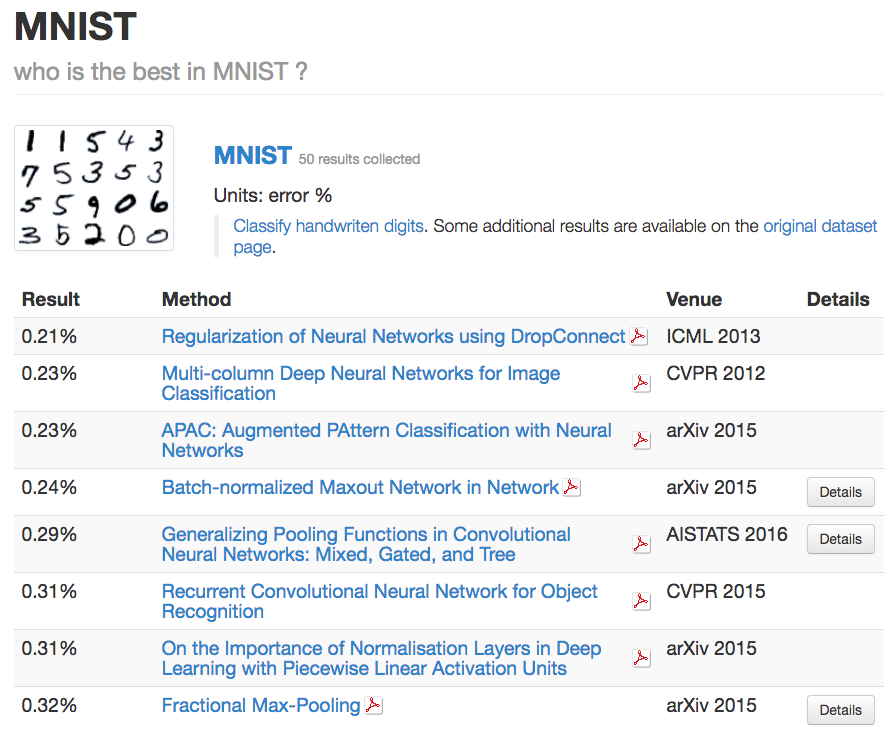 MNIST
who is the best in MNIST ?
1 1 5 4 3
7 5 3 5 3
5 5 9 0 6
3 5 2 0 0
MNIST 50 results collected
Units: error %
Classify handwriten digits. Some additional results are available on the original dataset
page.
Result Method Venue Details
0.21% Regularization of Neural Networks using DropConnect ICML 2013
0.23% Multi-column Deep Neural Networks for Image CVPR 2012
Classification
0.23% APAC: Augmented PAttern Classification with Neural arXiv 2015
Networks
0.24% Batch-normalized Maxout Network in Network arXiv 2015 Details
0.29% Generalizing Pooling Functions in Convolutional AISTATS 2016 Details
Neural Networks: Mixed, Gated, and Tree
0.31% Recurrent Convolutional Neural Network for Object CVPR 2015
Recognition
0.31% On the Importance of Normalisation Layers in Deep arXiv 2015
Learning with Piecewise Linear Activation Units
0.32% Fractional Max-Pooling arXiv 2015 Details